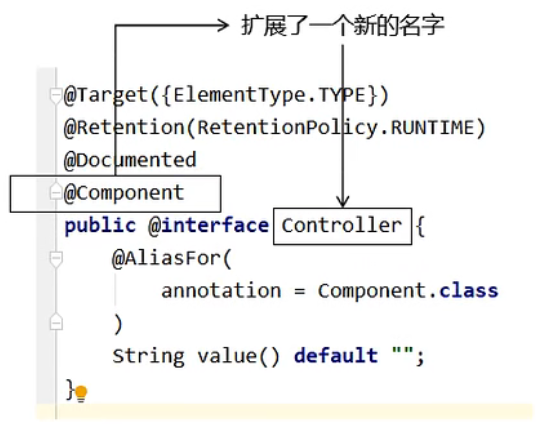 扩展了一个新的名字
@Target({ElementType.TYPE})
@Retention(RetentionPolicy.RUNTIME)
@Documented
@Component
public @interface Controller {
    @AliasFor(
        annotation = Component.class
    )
    String value() default "";
}